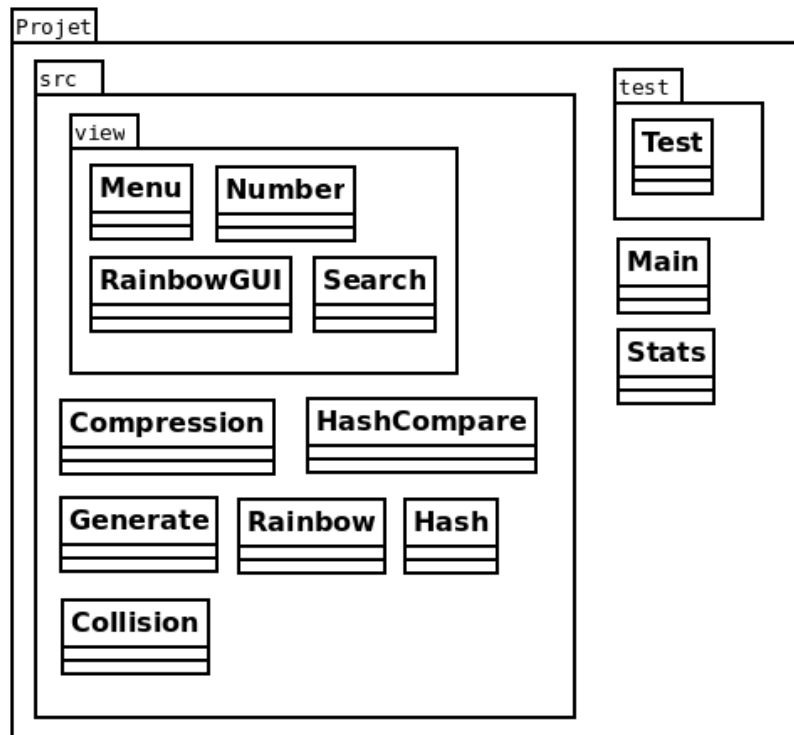 Projet
src
test
view
Test
Menu
Number
Main
RainbowGUI
Search
Stats
Compression
HashCompare
Generate
Rainbow
Hash
Collision